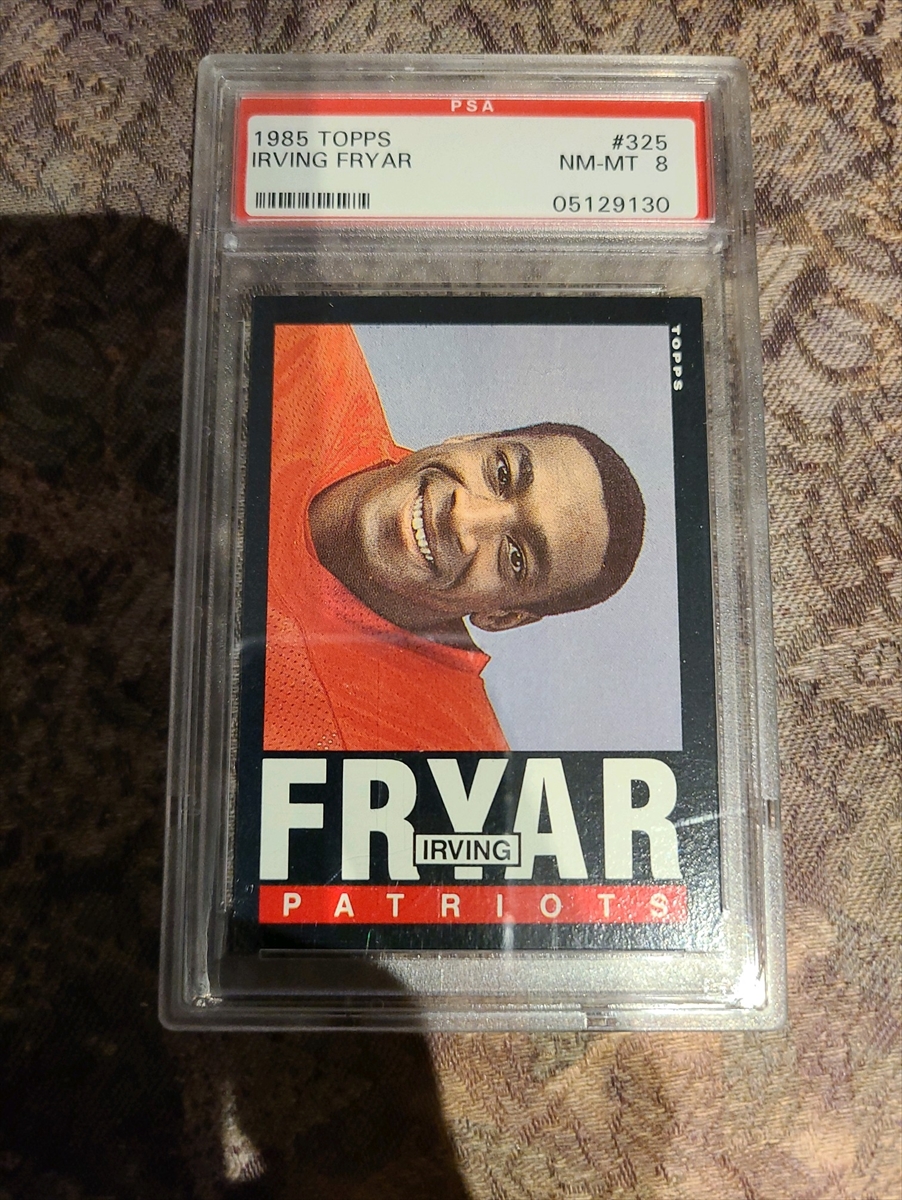 PSA
1985 TOPPS #325
IRVING FRYAR NM-MT 8
05129130
TOPPS
FRYAR
IRVING
PATRIOTS